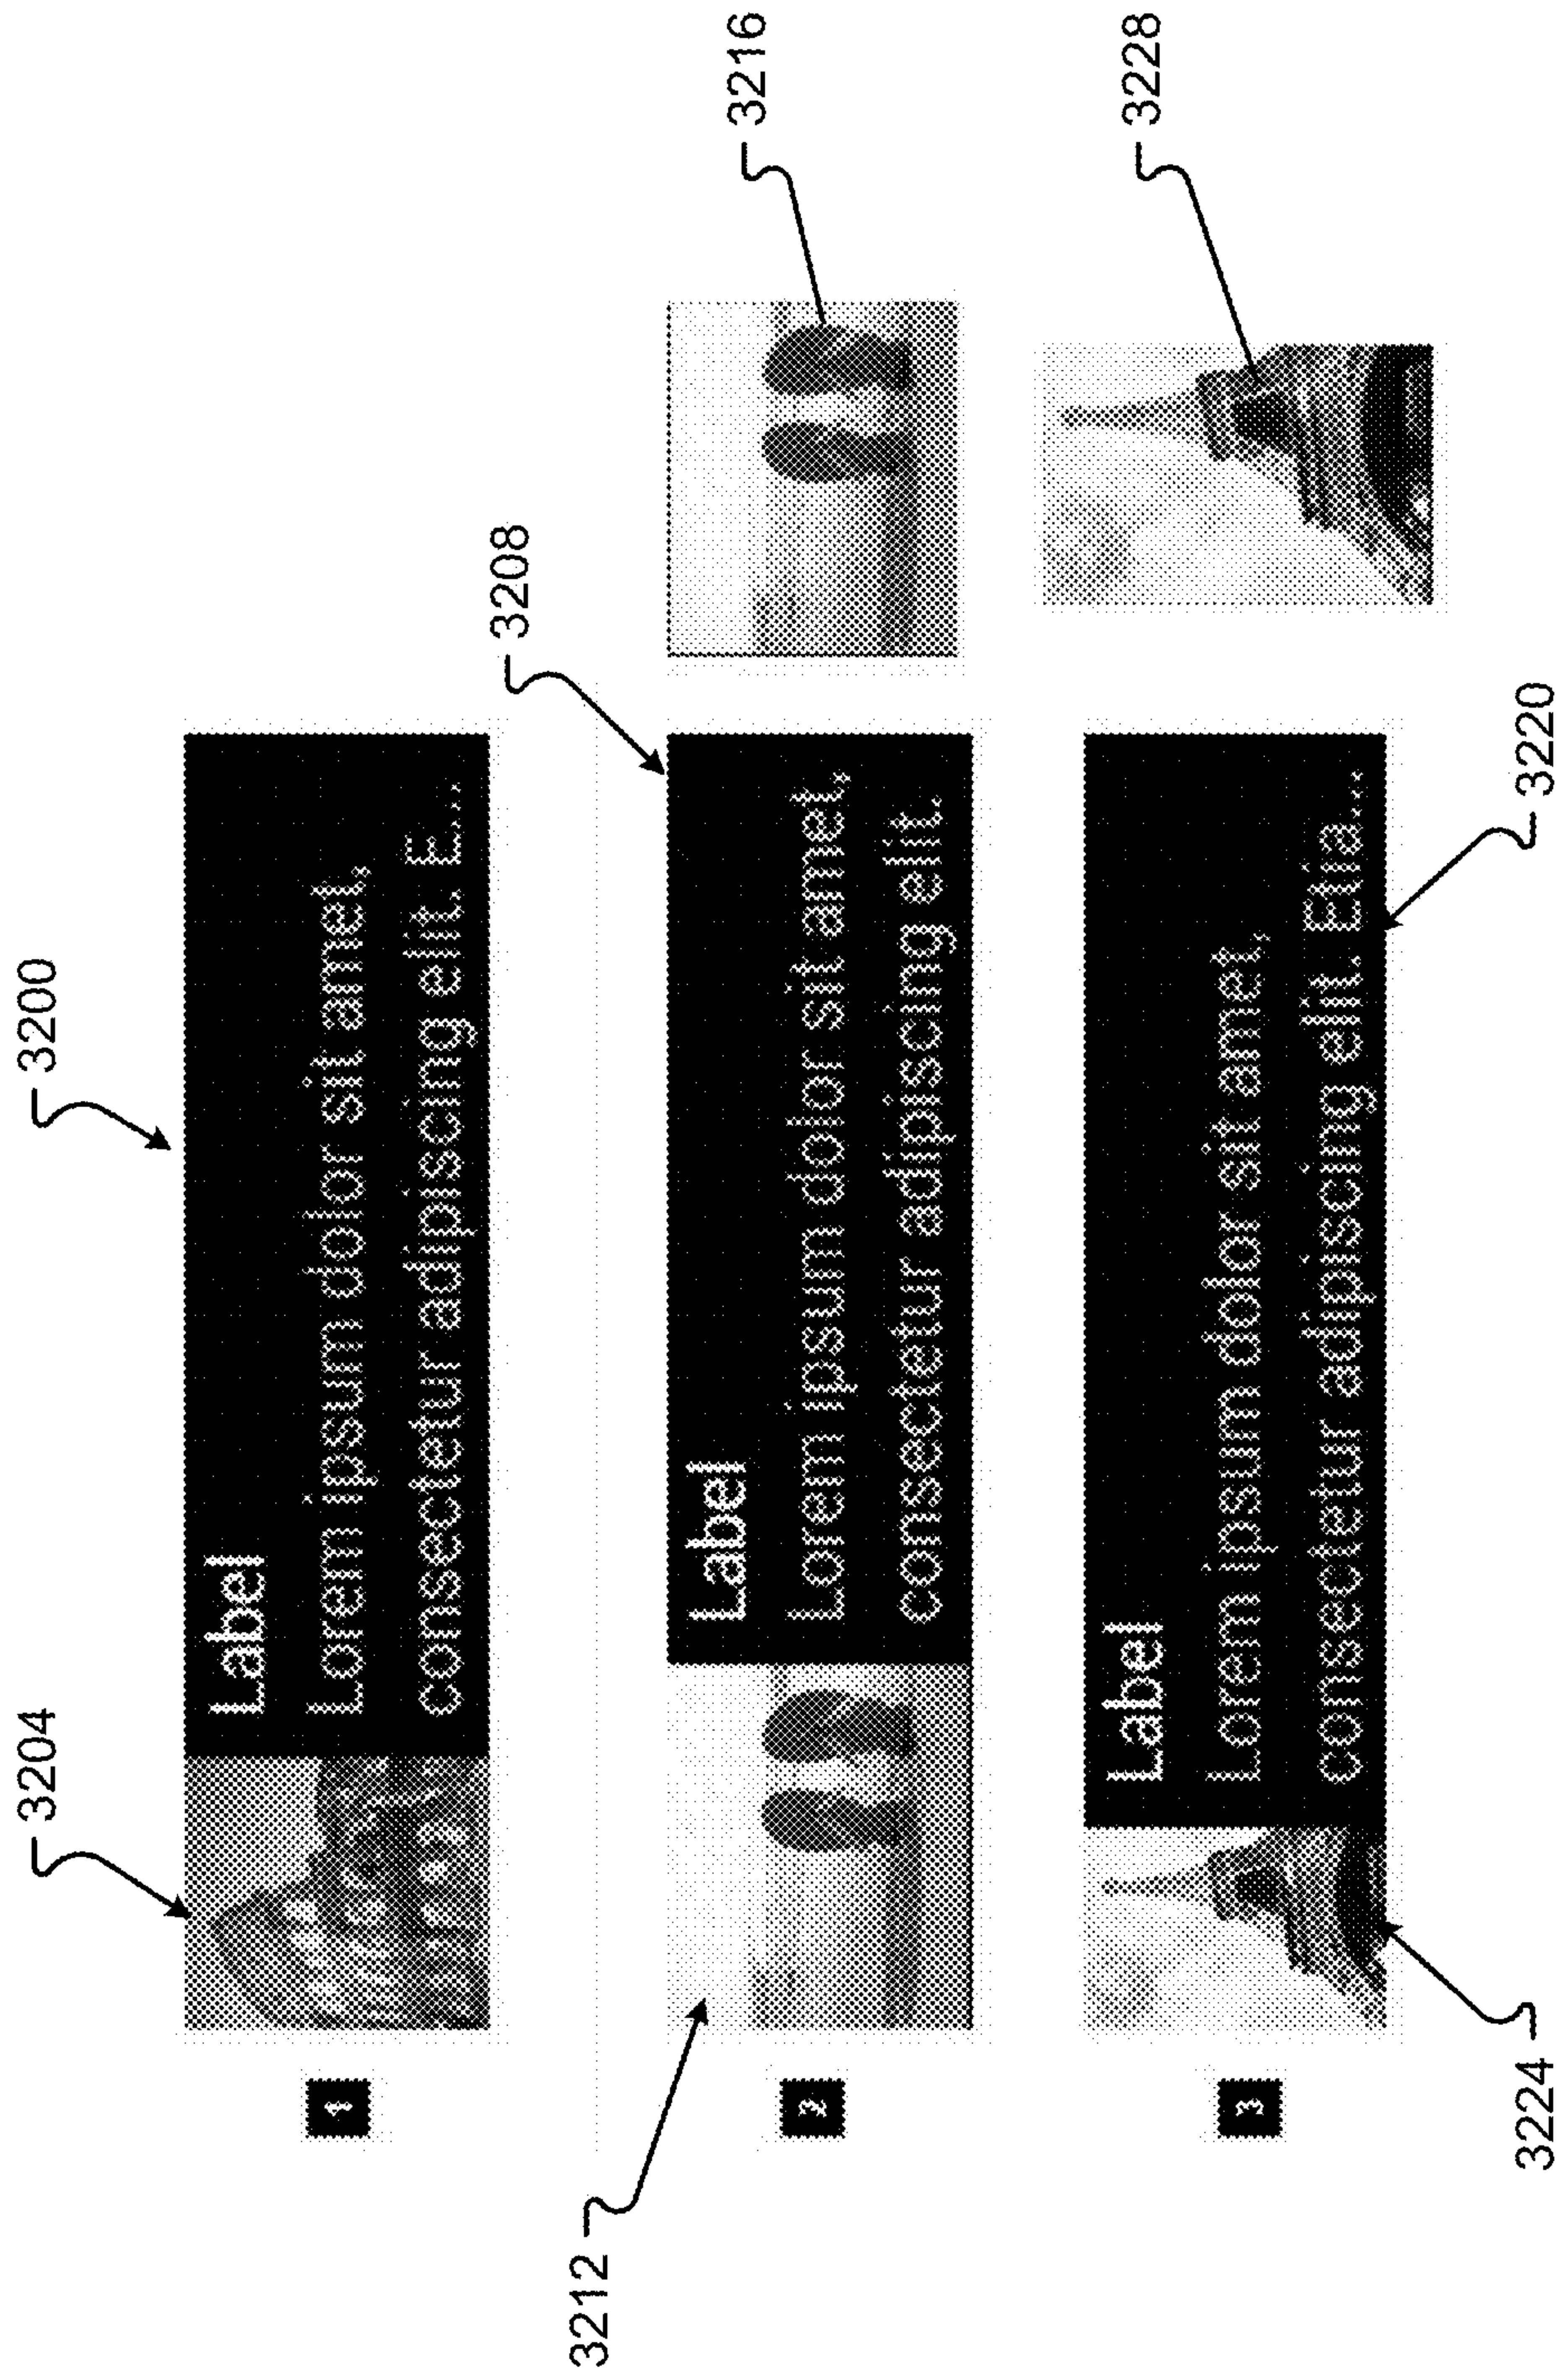 3204
3200
1
Label
Lorem ipsum dolor sit amet,
consectetur adipiscing elit. E...
3212
3208
3216
2
Label
Lorem ipsum dolor sit amet,
consectetur adipiscing elit.
3228
3
Label
Lorem ipsum dolor sit amet,
consectetur adipiscing elit. Etia...
3224
3220